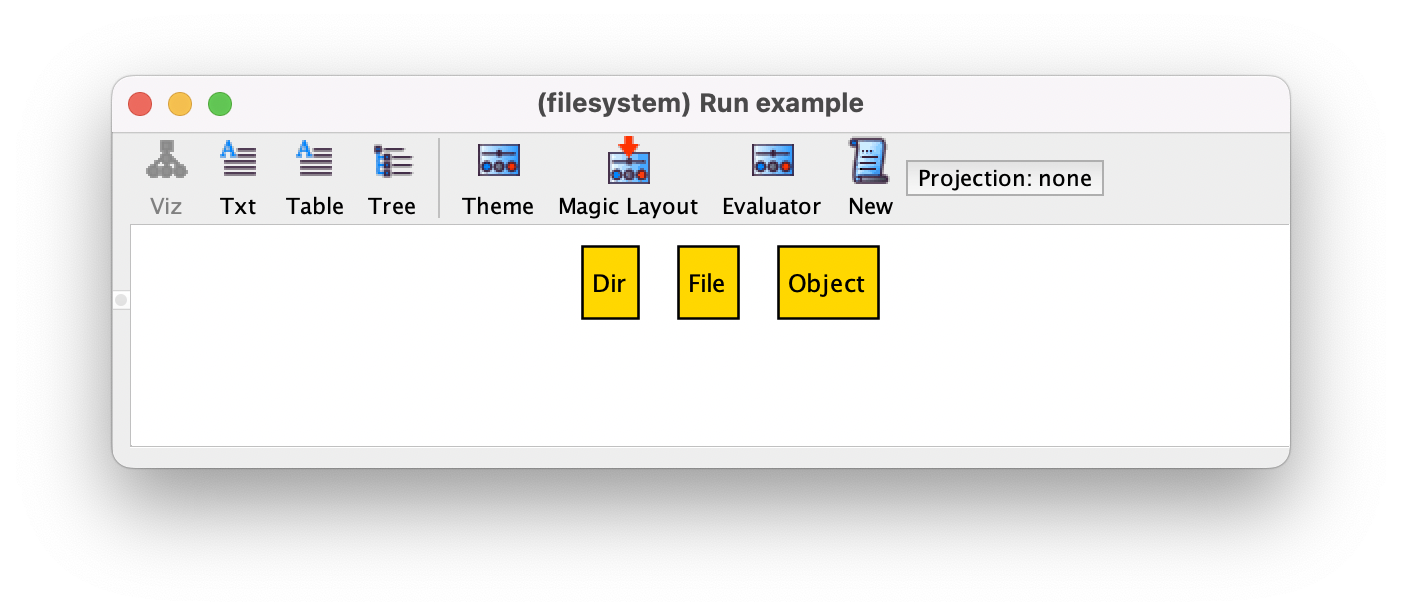 (filesystem) Run example
Viz Txt Table Tree Theme Magic Layout Evaluator New Projection: none
Dir File Object